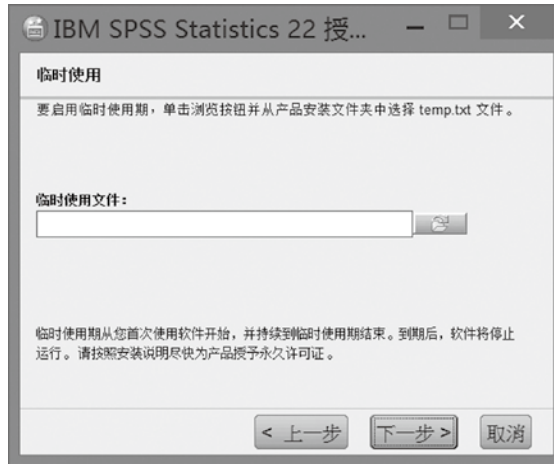 IBM SPSS Statistics 22 授...
临时使用
要启用临时使用期，单击浏览按钮并从产品安装文件夹中选择 temp.txt 文件。
临时使用文件：
临时使用期从您首次使用软件开始，并持续到临时使用期结束。到期后，软件将停止
运行。请按照安装说明尽快为产品授予永久许可证。
< 上一步
下一步 >
取消